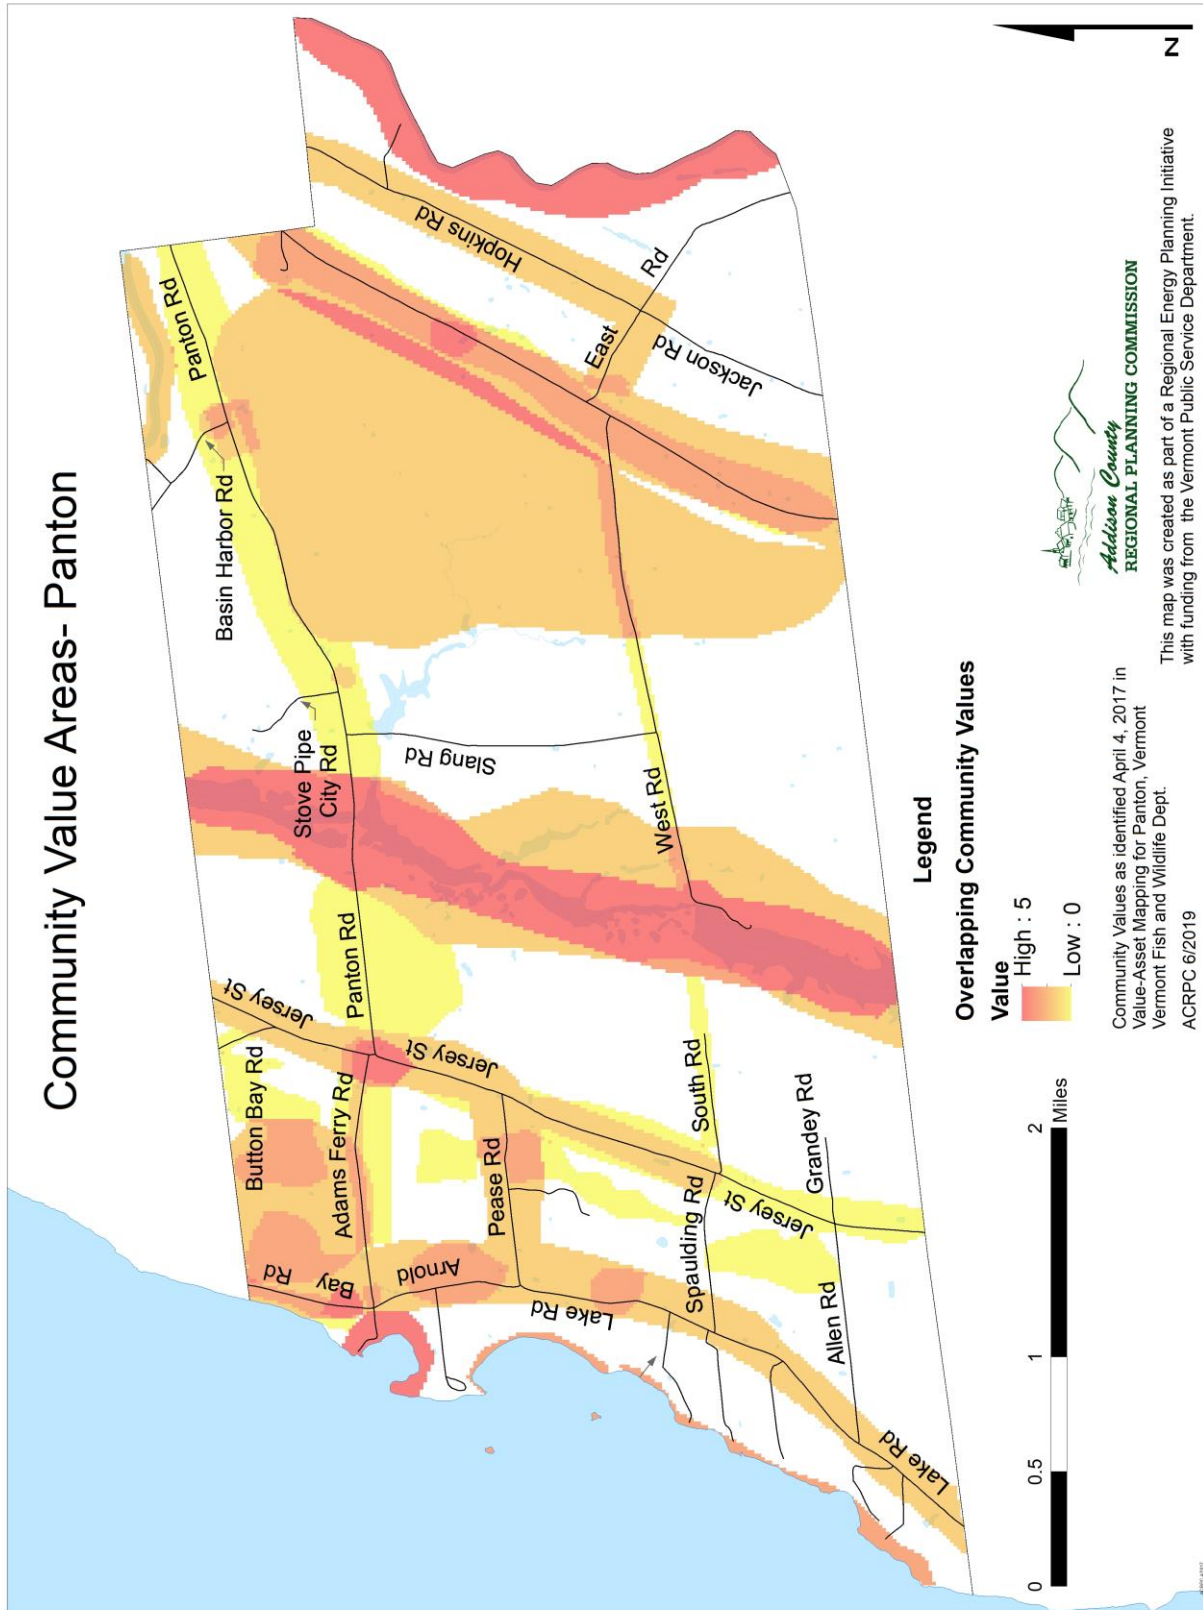 Community Value Areas- Panton
Panton Rd
Basin Harbor Rd
Hopkins Rd
East
Rd
Jackson Rd
Stove Pipe
City Rd
Slang Rd
West Rd
Panton Rd
Jersey St
Jersey St
Button Bay Rd
Adams Ferry Rd
Pease Rd
Arnold
Bay
Rd
Lake Rd
South Rd
Spaulding Rd
Jersey St
Grandey Rd
Allen Rd
Lake Rd
0
0.5
1
2
Miles
Legend
Overlapping Community Values
Value
High : 5
Low : 0
Community Values as identified April 4, 2017 in
Value-Asset Mapping for Panton, Vermont
Vermont Fish and Wildlife Dept.
ACRPC 6/2019
Addison County
REGIONAL PLANNING COMMISSION
This map was created as part of a Regional Energy Planning Initiative
with funding from the Vermont Public Service Department.
N